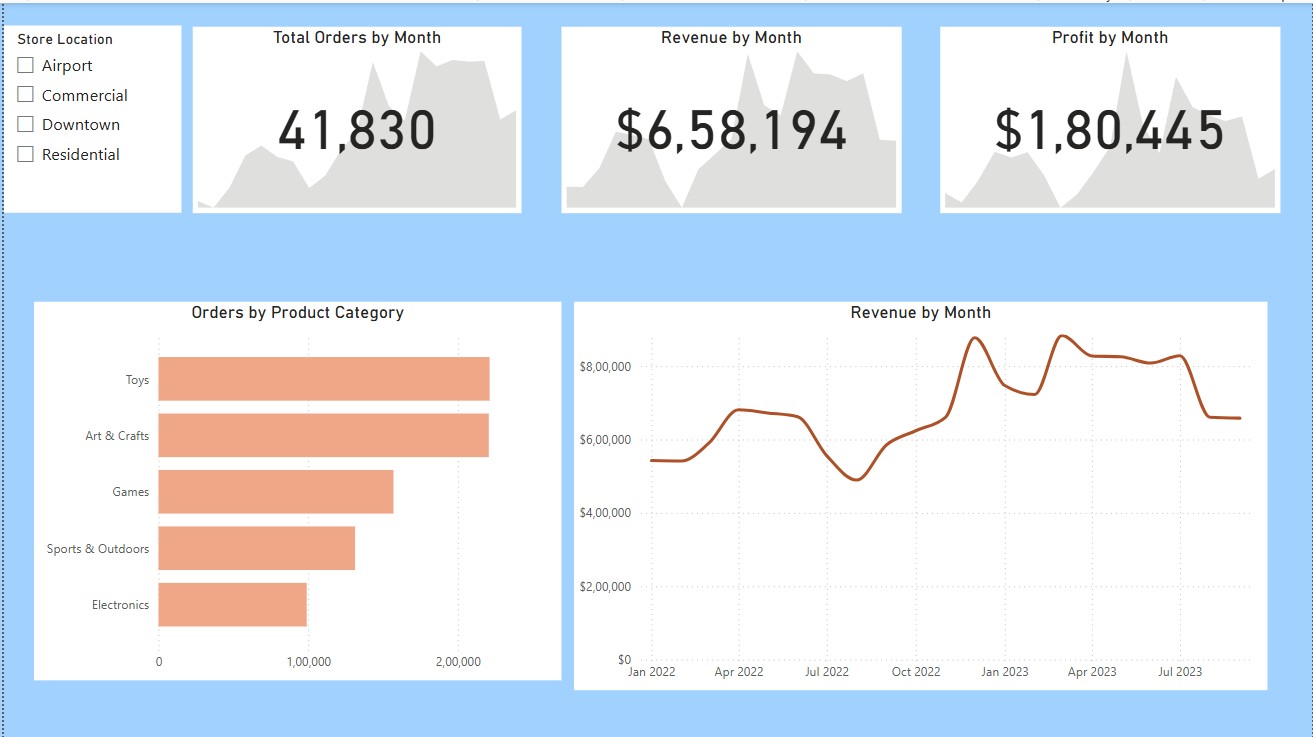 Store Location
Airport
Commercial
Downtown
Residential
Total Orders by Month
41,830
Revenue by Month
$6,58,194
Profit by Month
$1,80,445
Orders by Product Category
Toys
Art & Crafts
Games
Sports & Outdoors
Electronics
0 1,00,000 2,00,000
Revenue by Month
$8,00,000
$6,00,000
$4,00,000
$2,00,000
$0
Jan 2022 Apr 2022 Jul 2022 Oct 2022 Jan 2023 Apr 2023 Jul 2023